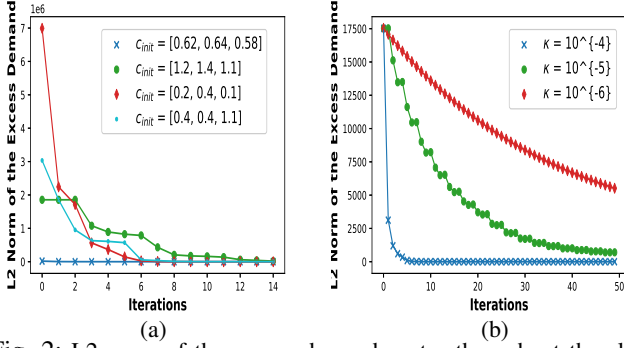 (a)
1e6
L2 Norm of the Excess Demand
7
6
5
4
3
2
1
0
c_init = [0.62, 0.64, 0.58]
c_init = [1.2, 1.4, 1.1]
c_init = [0.2, 0.4, 0.1]
c_init = [0.4, 0.4, 1.1]
0 2 4 6 8 10 12 14
Iterations
(b)
L2 Norm of the Excess Demand
17500
15000
12500
10000
7500
5000
2500
0
κ = 10^{-4}
κ = 10^{-5}
κ = 10^{-6}
0 10 20 30 40 50
Iterations